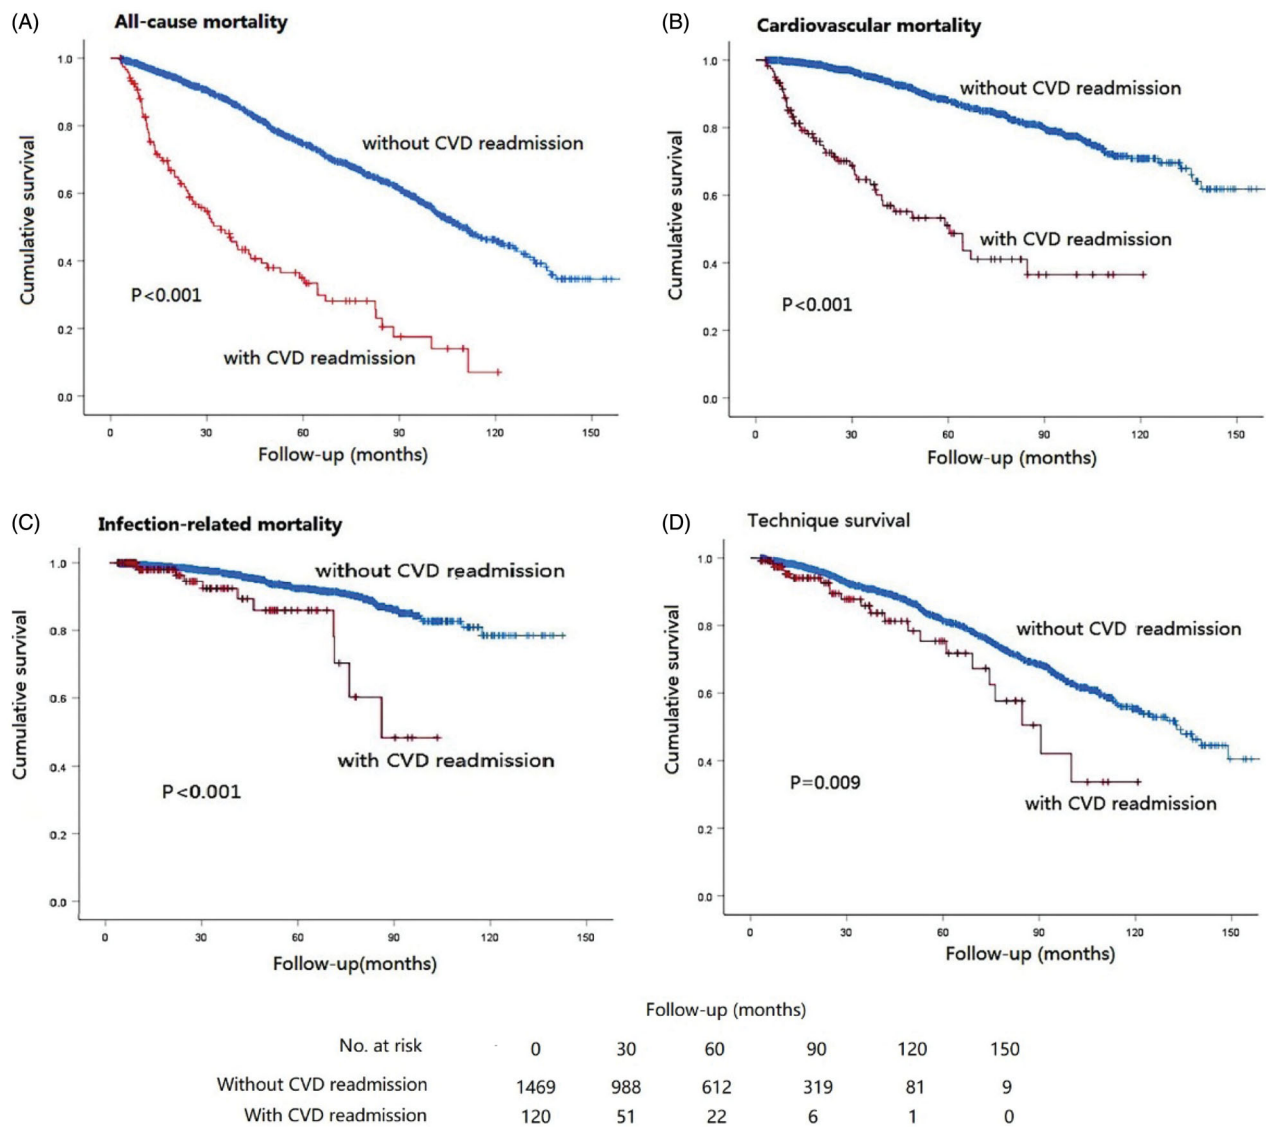 (A)
All-cause mortality
1.0
0.8
0.6
0.4
0.2
0.0
Cumulative survival
without CVD readmission
P<0.001
with CVD readmission
0 30 60 90 120 150
Follow-up (months)
(B)
Cardiovascular mortality
1.0
0.8
0.6
0.4
0.2
0.0
Cumulative survival
without CVD readmission
with CVD readmission
P<0.001
0 30 60 90 120 150
Follow-up (months)
(C)
Infection-related mortality
1.0
0.8
0.6
0.4
0.2
0.0
Cumulative survival
without CVD readmission
with CVD readmission
P<0.001
0 30 60 90 120 150
Follow-up(months)
(D)
Technique survival
1.0
0.8
0.6
0.4
0.2
0.0
Cumulative survival
without CVD readmission
P=0.009
with CVD readmission
0 30 60 90 120 150
Follow-up (months)
Follow-up (months)
No. at risk 0 30 60 90 120 150
Without CVD readmission 1469 988 612 319 81 9
With CVD readmission 120 51 22 6 1 0